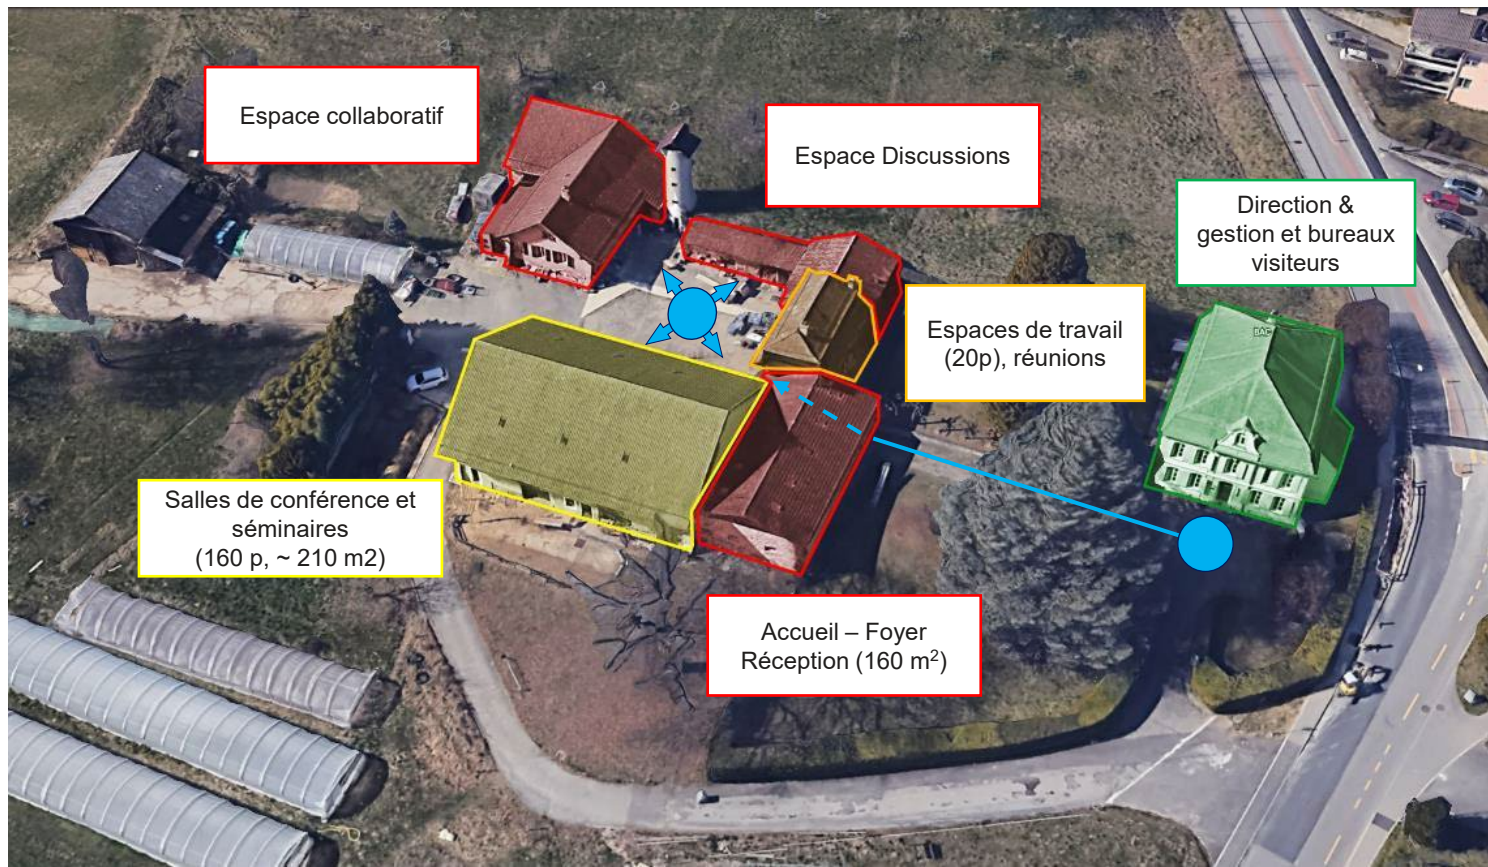 Espace collaboratif
Espace Discussions
Direction &
gestion et bureaux
visiteurs
BAC
Espaces de travail
(20p), réunions
Salles de conférence et
séminaires
(160 p, ~ 210 m2)
Accueil – Foyer
Réception (160 m²)